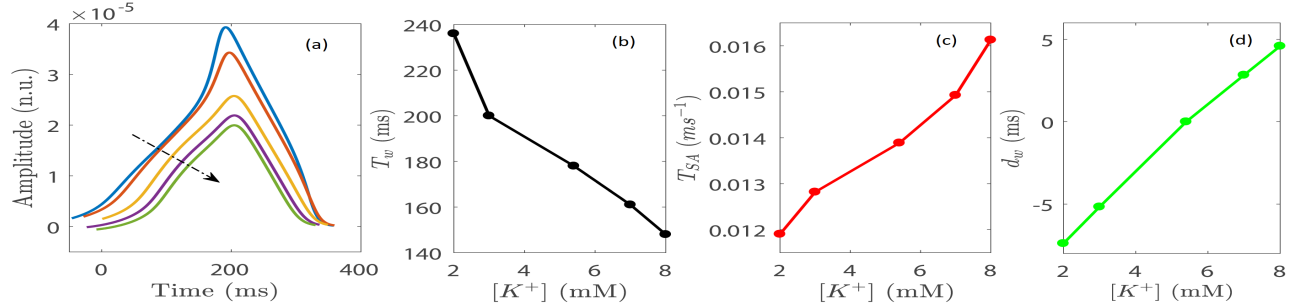 × 10^-5
5
4
3
2
1
0
Amplitude (n.u.)
0 200 400
Time (ms)
(a)
240
220
200
180
160
140
T_w (ms)
2 4 6 8
[K^+] (mM)
(b)
0.016
0.015
0.014
0.013
0.012
T_SA (ms^-1)
2 4 6 8
[K^+] (mM)
(c)
5
0
-5
d_w (ms)
2 4 6 8
[K^+] (mM)
(d)